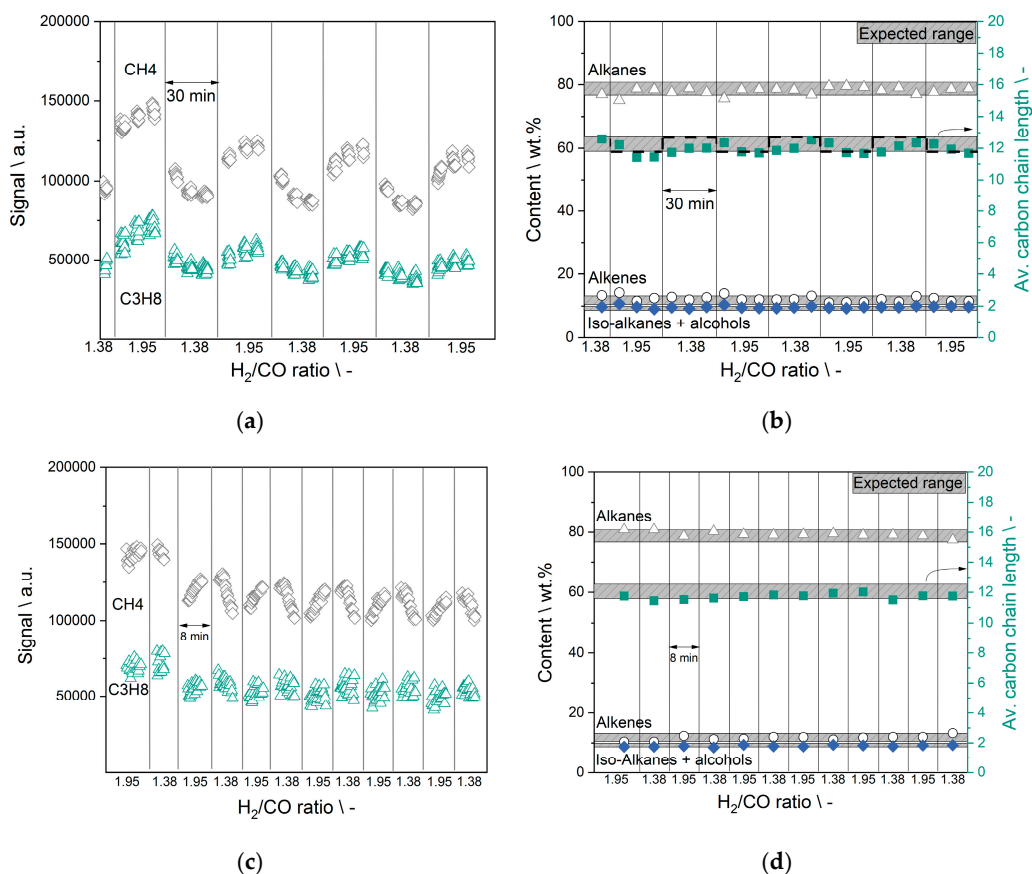 200000
150000
100000
50000
Signal \ a.u.
CH4
30 min
C3H8
1.38
1.95
1.38
1.95
1.38
1.95
1.38
1.95
H2/CO ratio \ -
(a)
100
80
60
40
20
0
Content \ wt.%
Expected range
Alkanes
30 min
Alkenes
Iso-alkanes + alcohols
20
18
16
14
12
10
8
6
4
2
0
Av. carbon chain length \ -
1.38
1.95
1.38
1.95
1.38
1.95
1.38
1.95
H2/CO ratio \ -
(b)
200000
150000
100000
50000
Signal \ a.u.
CH4
8 min
C3H8
1.95
1.38
1.95
1.38
1.95
1.38
1.95
1.38
1.95
1.38
1.95
1.38
H2/CO ratio \ -
(c)
100
80
60
40
20
0
Content \ wt.%
Expected range
Alkanes
8 min
Alkenes
Iso-Alkanes + alcohols
20
18
16
14
12
10
8
6
4
2
0
Av. carbon chain length \ -
1.95
1.38
1.95
1.38
1.95
1.38
1.95
1.38
1.95
1.38
1.95
1.38
H2/CO ratio \ -
(d)